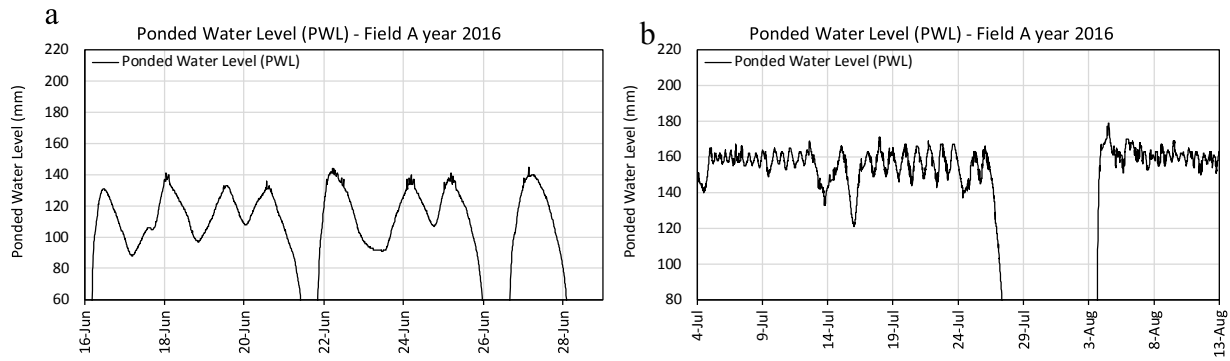 a
Ponded Water Level (PWL) - Field A year 2016
Ponded Water Level (PWL)
Ponded Water Level (mm)
220
200
180
160
140
120
100
80
60
16-Jun
18-Jun
20-Jun
22-Jun
24-Jun
26-Jun
28-Jun
b
Ponded Water Level (PWL) - Field A year 2016
Ponded Water Level (PWL)
Ponded Water Level (mm)
220
200
180
160
140
120
100
80
4-Jul
9-Jul
14-Jul
19-Jul
24-Jul
29-Jul
3-Aug
8-Aug
13-Aug